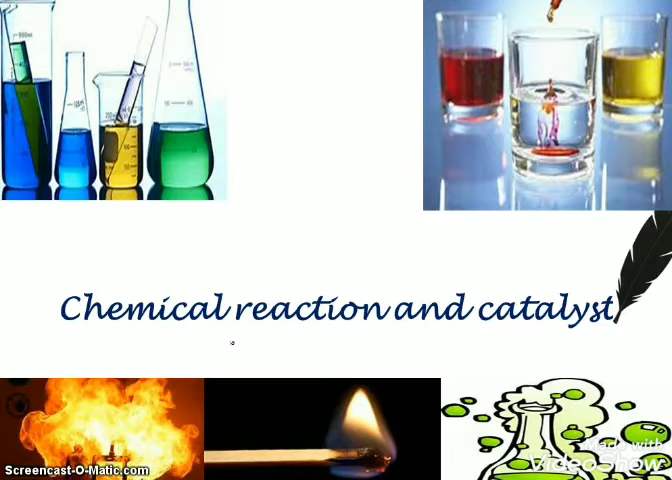 Chemical reaction and catalyst
Made with
Screencast-O-Matic.com
VideoShow